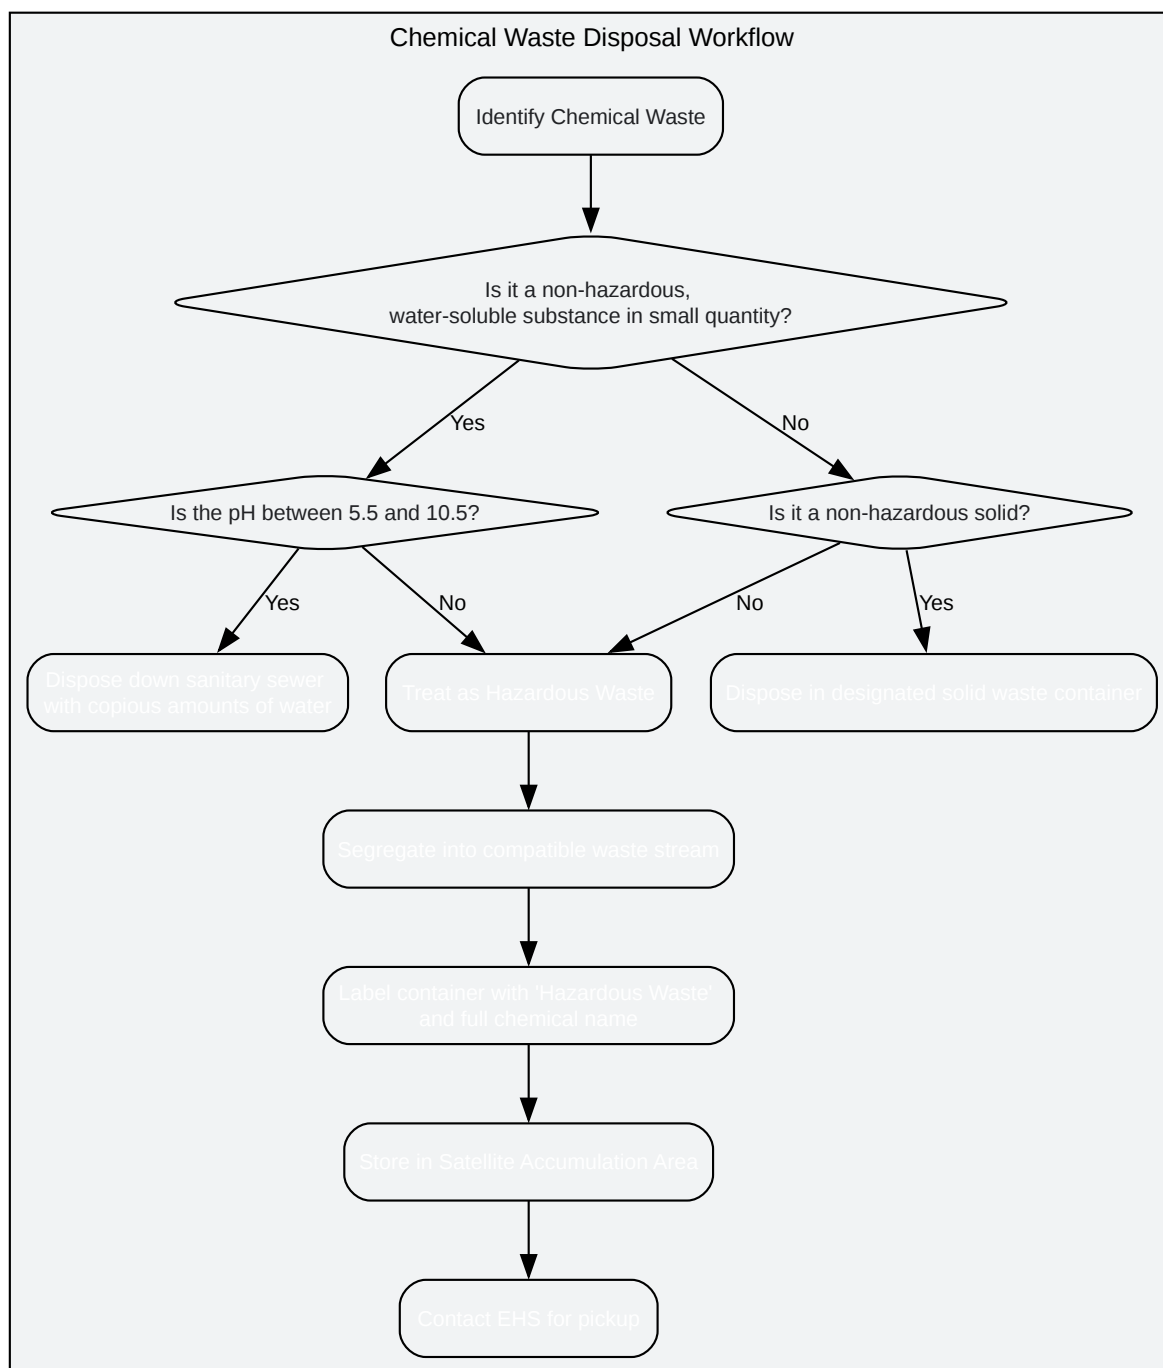 Chemical Waste Disposal Workflow
Identify Chemical Waste
Is it a non-hazardous,
water-soluble substance in small quantity?
Yes
No
Is the pH between 5.5 and 10.5?
Is it a non-hazardous solid?
Yes
No
No
Yes
Dispose down sanitary sewer
with copious amounts of water
Treat as Hazardous Waste
Dispose in designated solid waste container
Segregate into compatible waste stream
Label container with 'Hazardous Waste'
and full chemical name
Store in Satellite Accumulation Area
Contact EHS for pickup